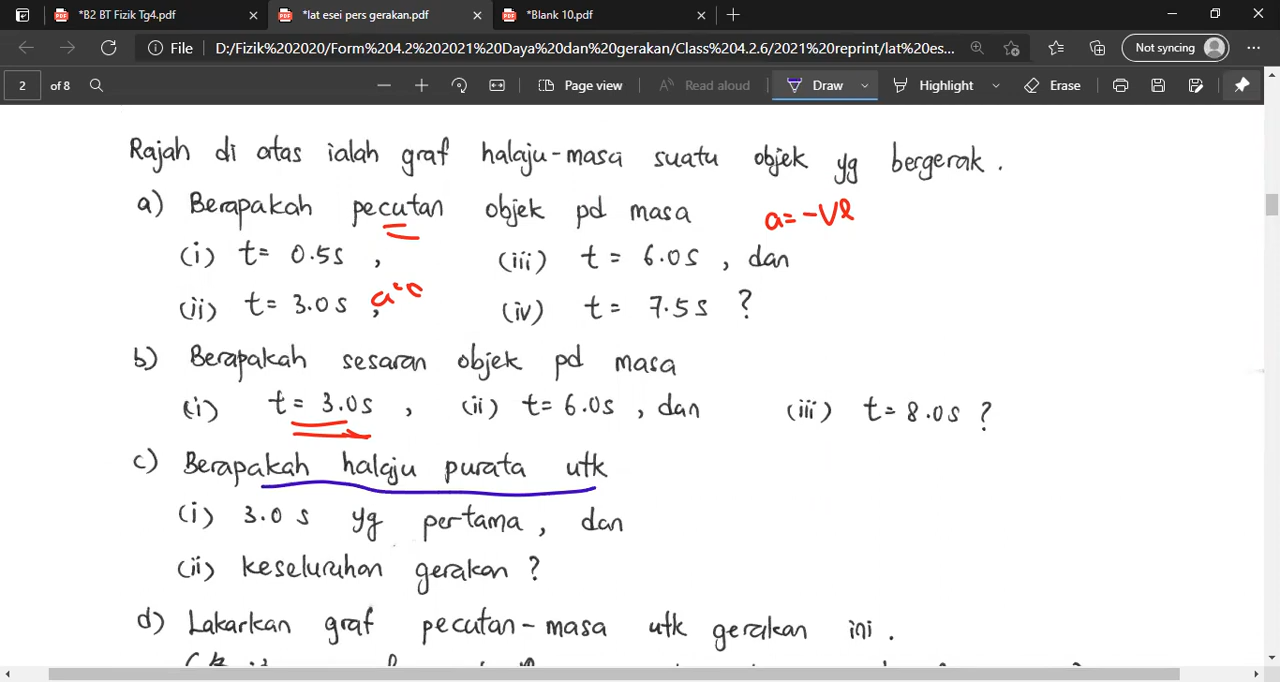 *B2 BT Fizik Tg4.pdf
*lat esei pers gerakan.pdf
*Blank 10.pdf
File
D:/Fizik%202020/Form%204.2%202021%20Daya%20dan%20gerakan/Class%204.2.6/2021%20reprint/lat%20es...
Not syncing
2 of 8
Page view
Read aloud
Draw
Highlight
Erase
Rajah di atas ialah graf halaju-masa suatu objek yg bergerak.
a) Berapakah pecutan objek pd masa a=-ve
(i) t= 0.5s , (iii) t = 6.0s , dan
(ii) t= 3.0s , a=0 (iv) t = 7.5s ?
b) Berapakah sesaran objek pd masa
(i) t= 3.0s , (ii) t= 6.0s , dan (iii) t= 8.0s ?
c) Berapakah halaju purata utk
(i) 3.0 s yg pertama , dan
(ii) keseluruhan gerakan ?
d) Lakarkan graf pecutan-masa utk gerakan ini .